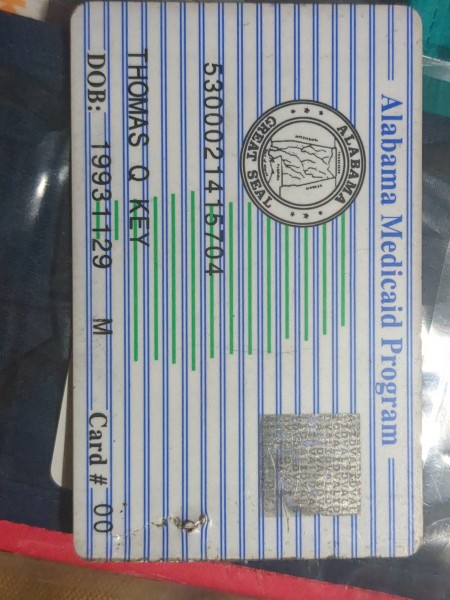 Alabama Medicaid Program
ALABAMA
GREAT SEAL
5300021415704
THOMAS Q KEY
DOB: 19931129 M Card # 00